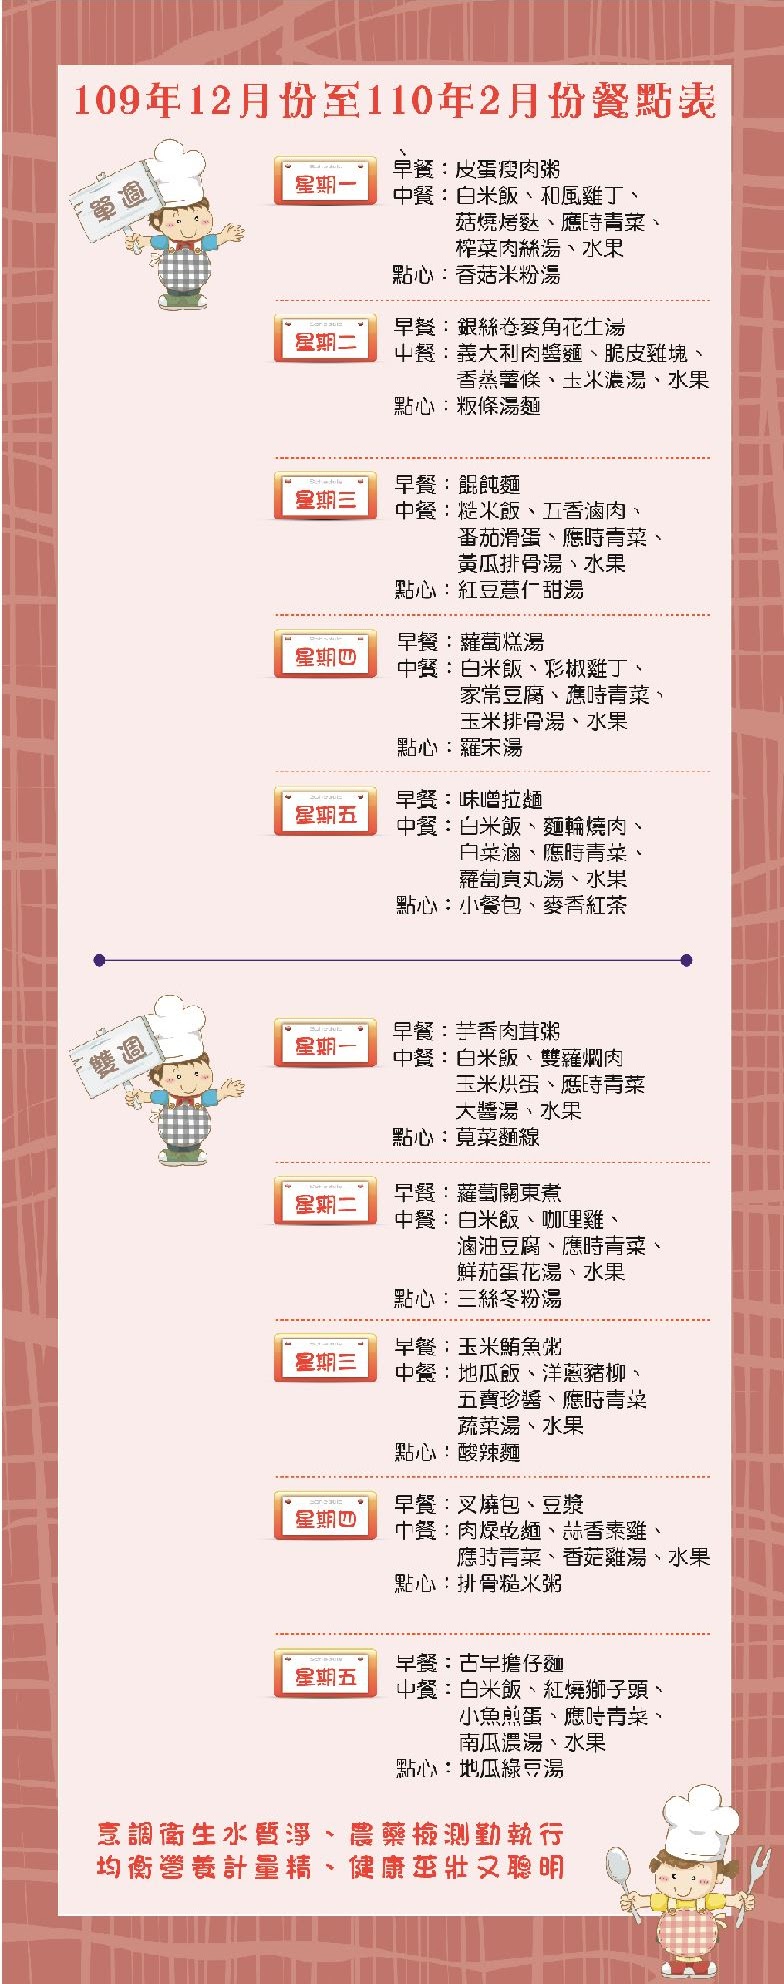 109年12月份至110年2月份餐點表
單週
星期一
早餐：皮蛋瘦肉粥
中餐：白米飯、和風雞丁、
菇燒烤麩、應時青菜、
榨菜肉絲湯、水果
點心：香菇米粉湯
星期二
早餐：銀絲卷麥角花生湯
中餐：義大利肉醬麵、脆皮雞塊、
香蒸薯條、玉米濃湯、水果
點心：粄條湯麵
星期三
早餐：餛飩麵
中餐：糙米飯、五香滷肉、
番茄滑蛋、應時青菜、
黃瓜排骨湯、水果
點心：紅豆薏仁甜湯
星期四
早餐：蘿蔔糕湯
中餐：白米飯、彩椒雞丁、
家常豆腐、應時青菜、
玉米排骨湯、水果
點心：羅宋湯
星期五
早餐：味噌拉麵
中餐：白米飯、麵輪燒肉、
白菜滷、應時青菜、
蘿蔔貢丸湯、水果
點心：小餐包、麥香紅茶
雙週
星期一
早餐：芋香肉茸粥
中餐：白米飯、雙蘿燜肉
玉米烘蛋、應時青菜
大醬湯、水果
點心：莧菜麵線
星期二
早餐：蘿蔔關東煮
中餐：白米飯、咖哩雞、
滷油豆腐、應時青菜、
鮮茄蛋花湯、水果
點心：三絲冬粉湯
星期三
早餐：玉米鮪魚粥
中餐：地瓜飯、洋蔥豬柳、
五寶珍醬、應時青菜
蔬菜湯、水果
點心：酸辣麵
星期四
早餐：叉燒包、豆漿
中餐：肉燥乾麵、蒜香素雞、
應時青菜、香菇雞湯、水果
點心：排骨糙米粥
星期五
早餐：古早擔仔麵
中餐：白米飯、紅燒獅子頭、
小魚煎蛋、應時青菜、
南瓜濃湯、水果
點心：地瓜綠豆湯
烹調衛生水質淨、農藥檢測勤執行
均衡營養計量精、健康茁壯又聰明